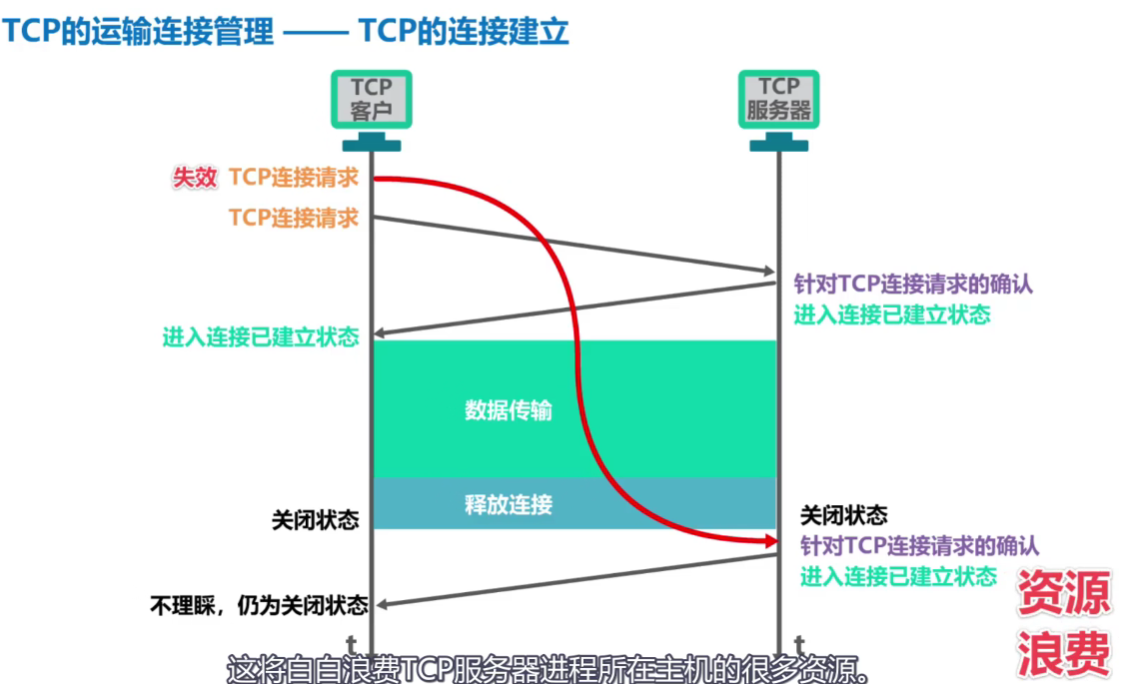 TCP的运输连接管理 —— TCP的连接建立
TCP
客户
TCP
服务器
失效 TCP连接请求
TCP连接请求
针对TCP连接请求的确认
进入连接已建立状态
进入连接已建立状态
数据传输
释放连接
关闭状态
关闭状态
针对TCP连接请求的确认
进入连接已建立状态
不理睬，仍为关闭状态
资源
浪费
t
t
这将白白浪费TCP服务器进程所在主机的很多资源。